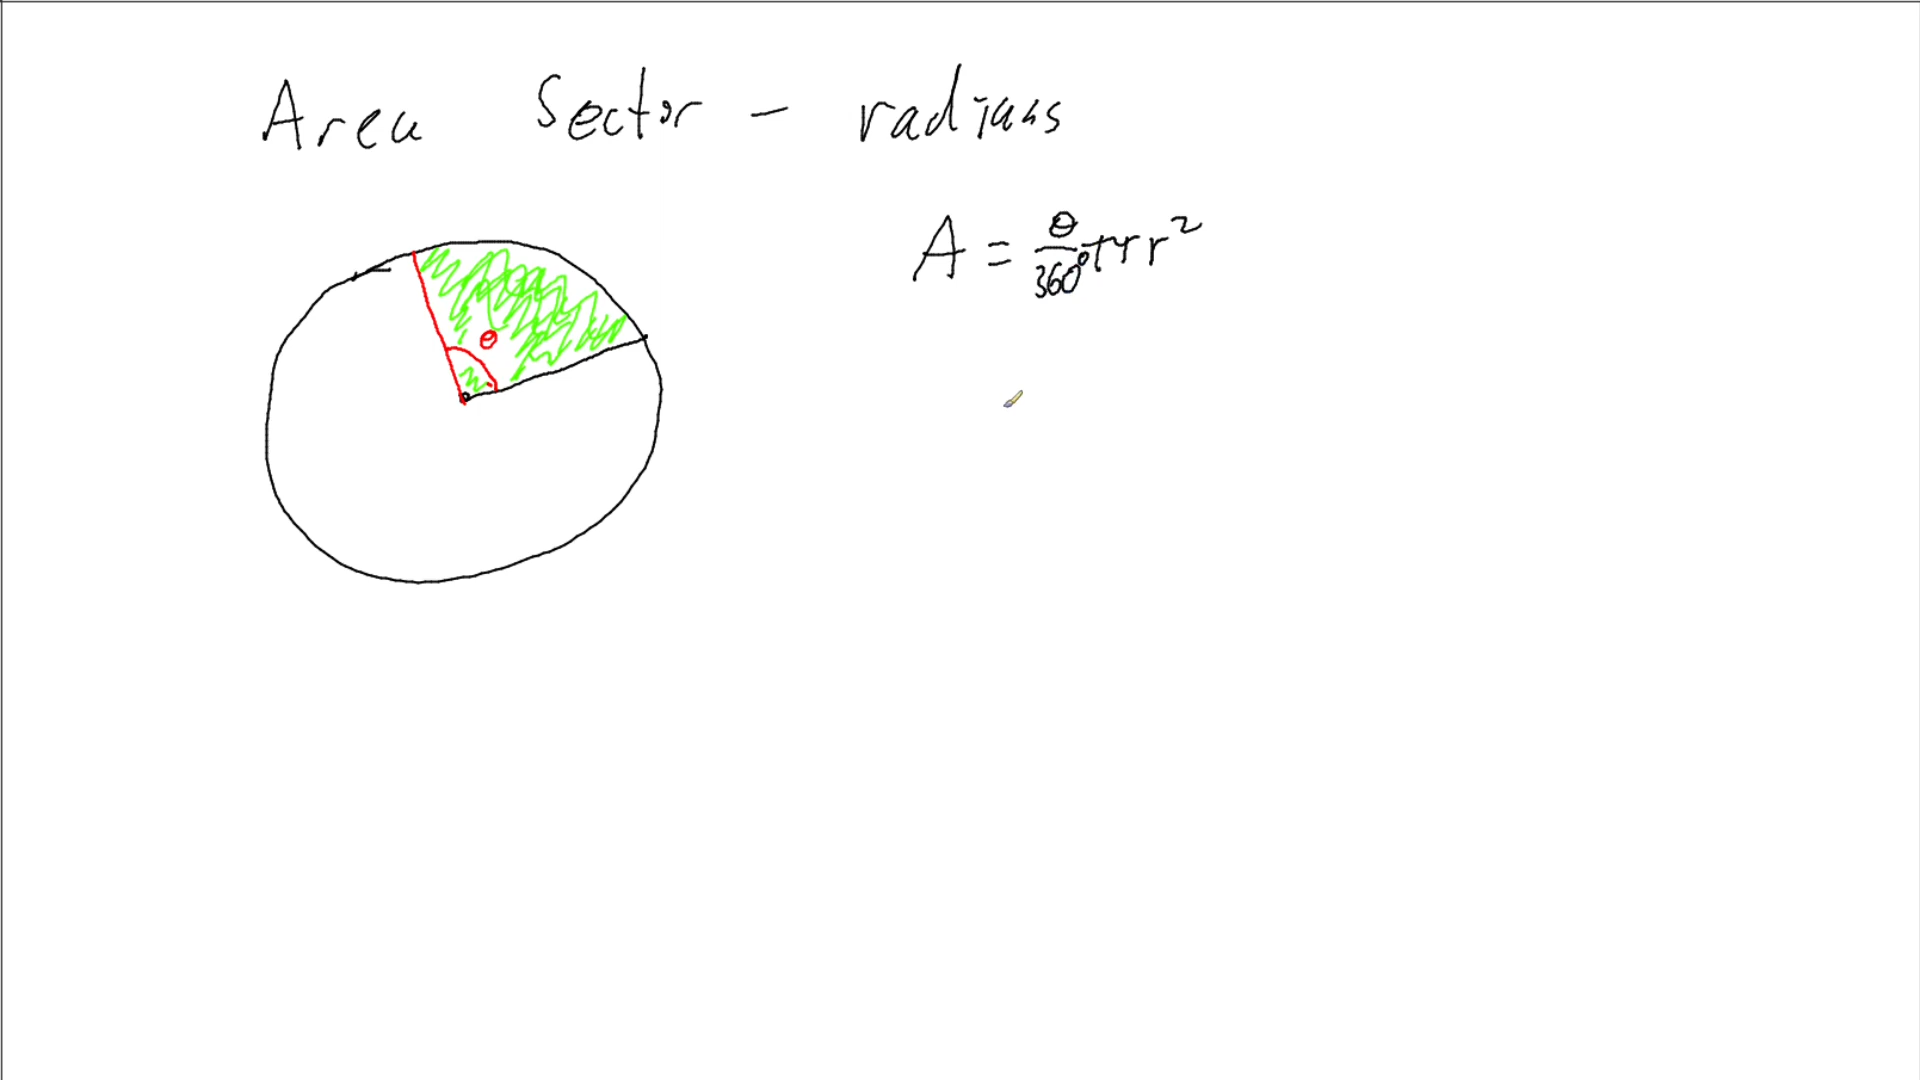 Area Sector - radians
A = θ/360° πr²
θ